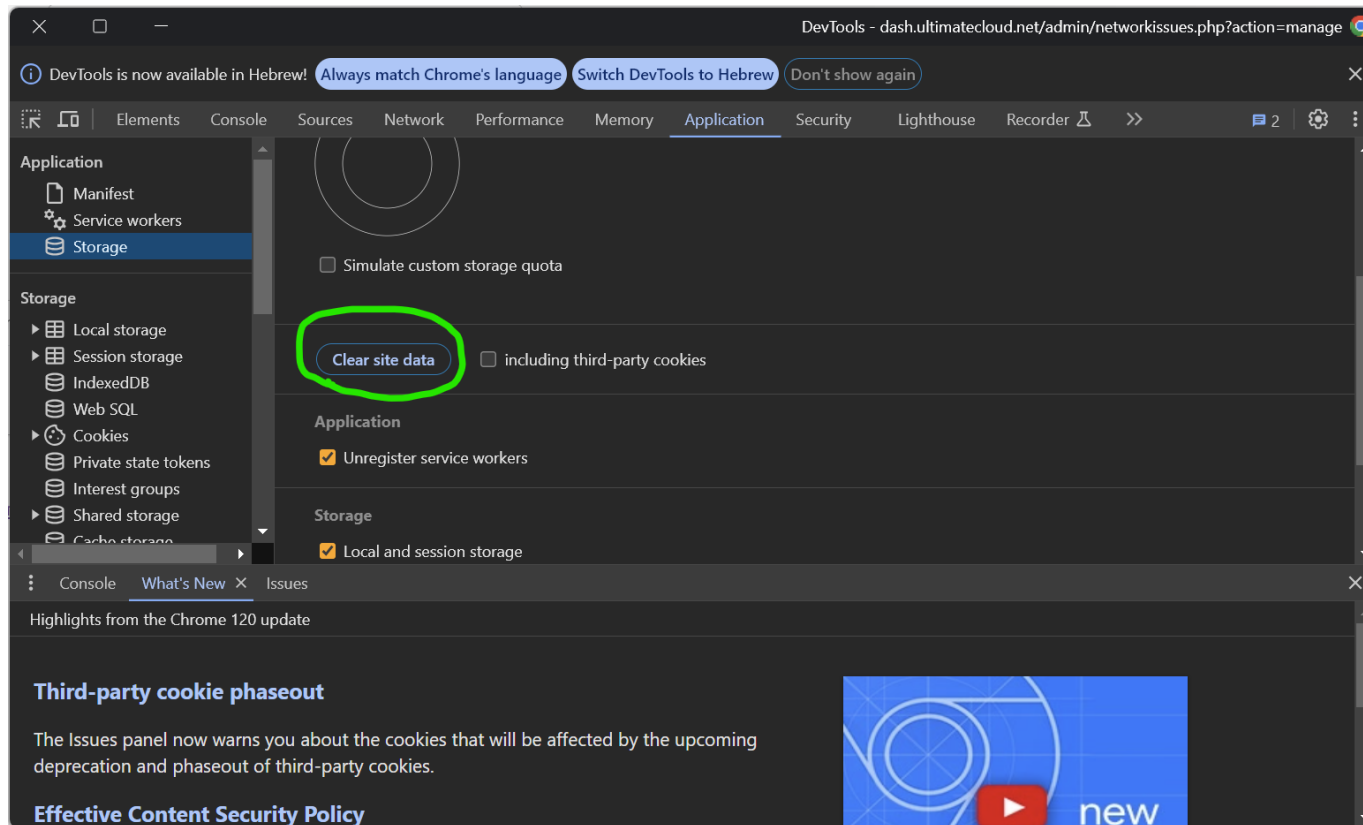 DevTools - dash.ultimatecloud.net/admin/networkissues.php?action=manage
DevTools is now available in Hebrew! Always match Chrome's language Switch DevTools to Hebrew Don't show again
Elements Console Sources Network Performance Memory Application Security Lighthouse Recorder 2
Application
Manifest
Service workers
Storage
Storage
Local storage
Session storage
IndexedDB
Web SQL
Cookies
Private state tokens
Interest groups
Shared storage
Cache storage
Simulate custom storage quota
Clear site data including third-party cookies
Application
Unregister service workers
Storage
Local and session storage
Console What's New Issues
Highlights from the Chrome 120 update
Third-party cookie phaseout
The Issues panel now warns you about the cookies that will be affected by the upcoming
deprecation and phaseout of third-party cookies.
Effective Content Security Policy
new